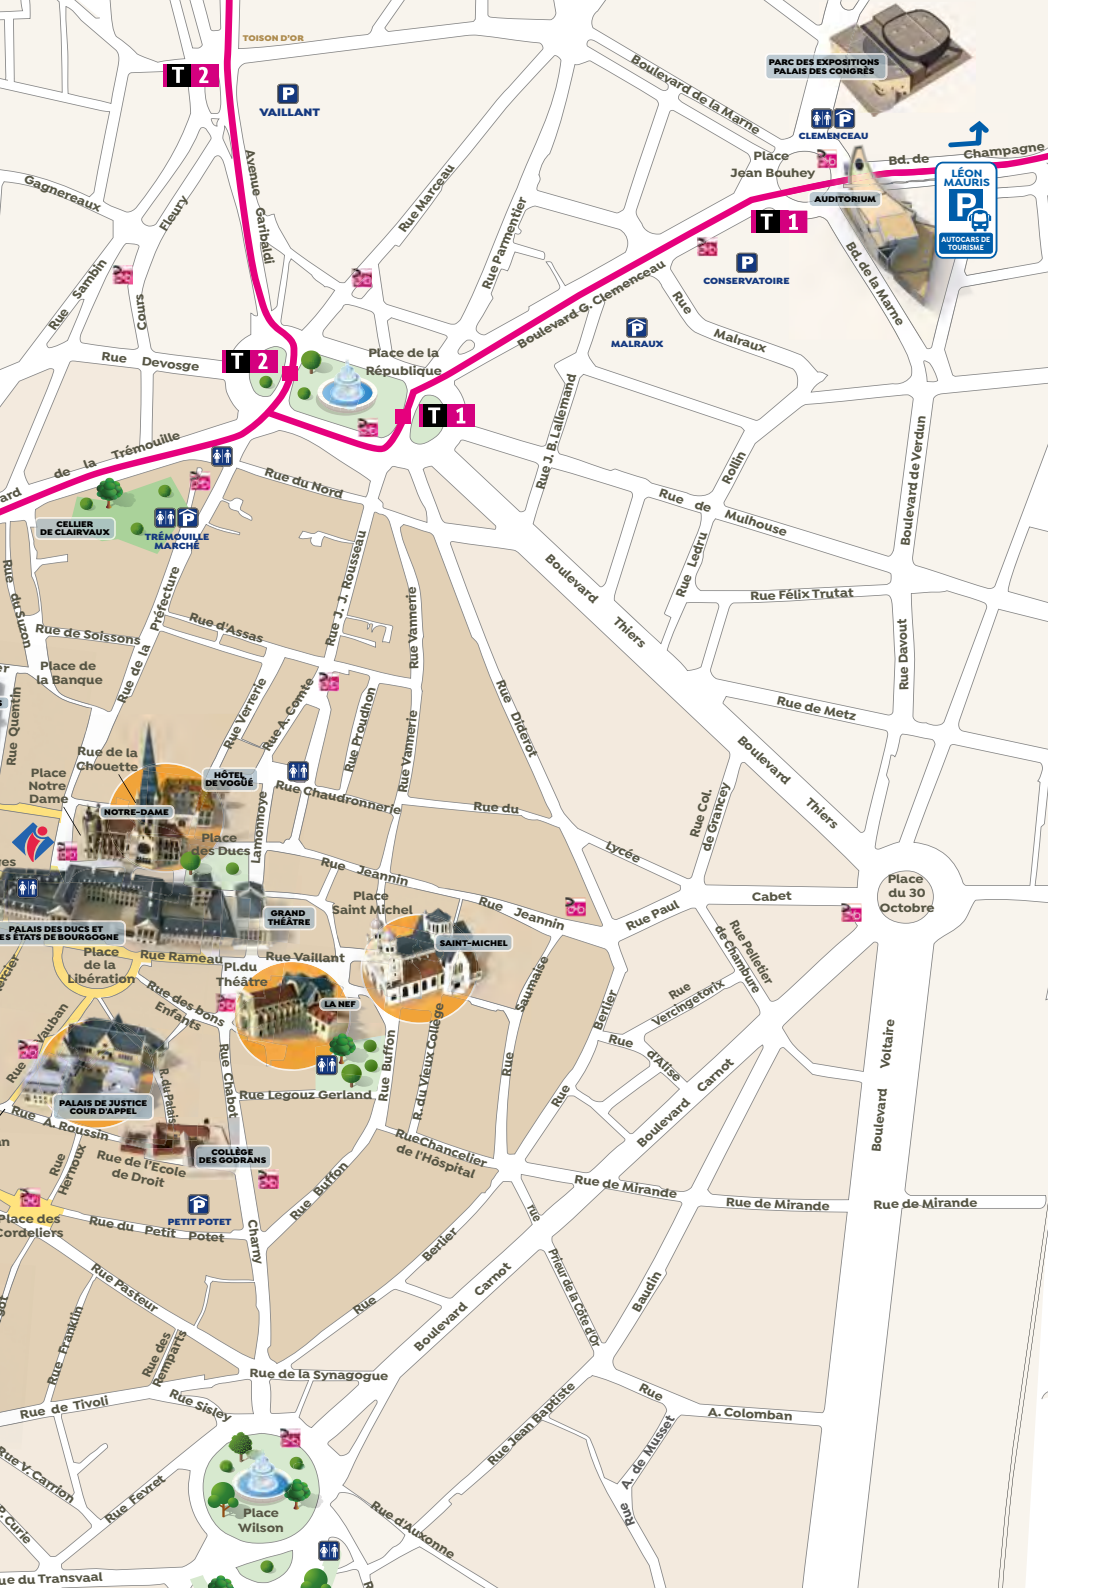 TOISON D'OR
T 2
P
VAILLANT
Boulevard de la Marne
PARC DES EXPOSITIONS
PALAIS DES CONGRÈS
P
CLEMENCEAU
Place
Jean Bouhey
Bd. de Champagne
LÉON
MAURIS
P
AUTOCARS DE
TOURISME
AUDITORIUM
T 1
Gagnereaux
Fleury
Avenue Garibaldi
Rue Marceau
Rue Parmentier
P
CONSERVATOIRE
Bd. de la Marne
Rue Sambin
Cours
Boulevard G. Clemenceau
P
MALRAUX
Rue Malraux
Rue Devosge
T 2
Place de la
République
T 1
Rue J. B. Lallemand
Boulevard de Verdun
de la Trémouille
ard
Rue du Nord
Rollin
Rue de Mulhouse
CELLIER
DE CLAIRVAUX
P
TRÉMOUILLE
MARCHÉ
Rue Ledru
Boulevard Thiers
Rue Félix Trutat
Rue du Suzon
Préfecture
Rue de la
Rue J. J. Rousseau
Rue Vannerie
Rue d'Assas
Rue de Soissons
Rue Davout
Place de
la Banque
er
Rue Quentin
Rue Verrerie
Rue A. Comte
Rue Proudhon
Rue Vannerie
Rue Diderot
Rue de Metz
Boulevard Thiers
Rue de la
Chouette
Place
Notre
Dame
HÔTEL
DE VOGÜÉ
NOTRE-DAME
Rue Chaudronnerie
Rue du Lycée
Rue Col.
de Grancey
Lamonnoye
Place
des Ducs
Rue Jeannin
Rue Jeannin
Place
Saint Michel
Rue Paul Cabet
Place
du 30
Octobre
es
GRAND
THÉÂTRE
PALAIS DES DUCS ET
ES ÉTATS DE BOURGOGNE
SAINT-MICHEL
Rue Pelletier
de Chambure
Place
de la
Libération
Rue Rameau
Rue Vaillant
Pl.du
Théâtre
LA NEF
ercier
Rue des bons
Enfants
Rue Saumaise
Berlier
Rue
Vercingetorix
Rue Vauban
Rue d'Alise
Boulevard Voltaire
Rue Chabot
R. du Palais
Rue Buffon
R. du Vieux Collège
Boulevard Carnot
Rue
PALAIS DE JUSTICE
COUR D'APPEL
Rue Légouz Gerland
Rue A. Roussin
COLLÈGE
DES GODRANS
Rue de l'Ecole
de Droit
an
Rue
Hernoux
RueChancelier
de l'Hôspital
Rue Buffon
Rue de Mirande
Rue de Mirande
Rue de Mirande
P
PETIT POTET
Place des
Cordeliers
Rue du Petit Potet
Charny
rue
Prieur de la Côte d'Or
Rue Berlier
Boulevard Carnot
Baudin
Rue Pasteur
got
Rue Franklin
Rue des
Remparts
Rue de la Synagogue
Rue de Tivoli
Rue Sisley
Rue Jean Baptiste
Rue A. Colomban
Rue A. de Musset
Rue V. Carrion
Rue Fevret
P. Curie
Place
Wilson
Rue d'Auxonne
ue du Transvaal
R